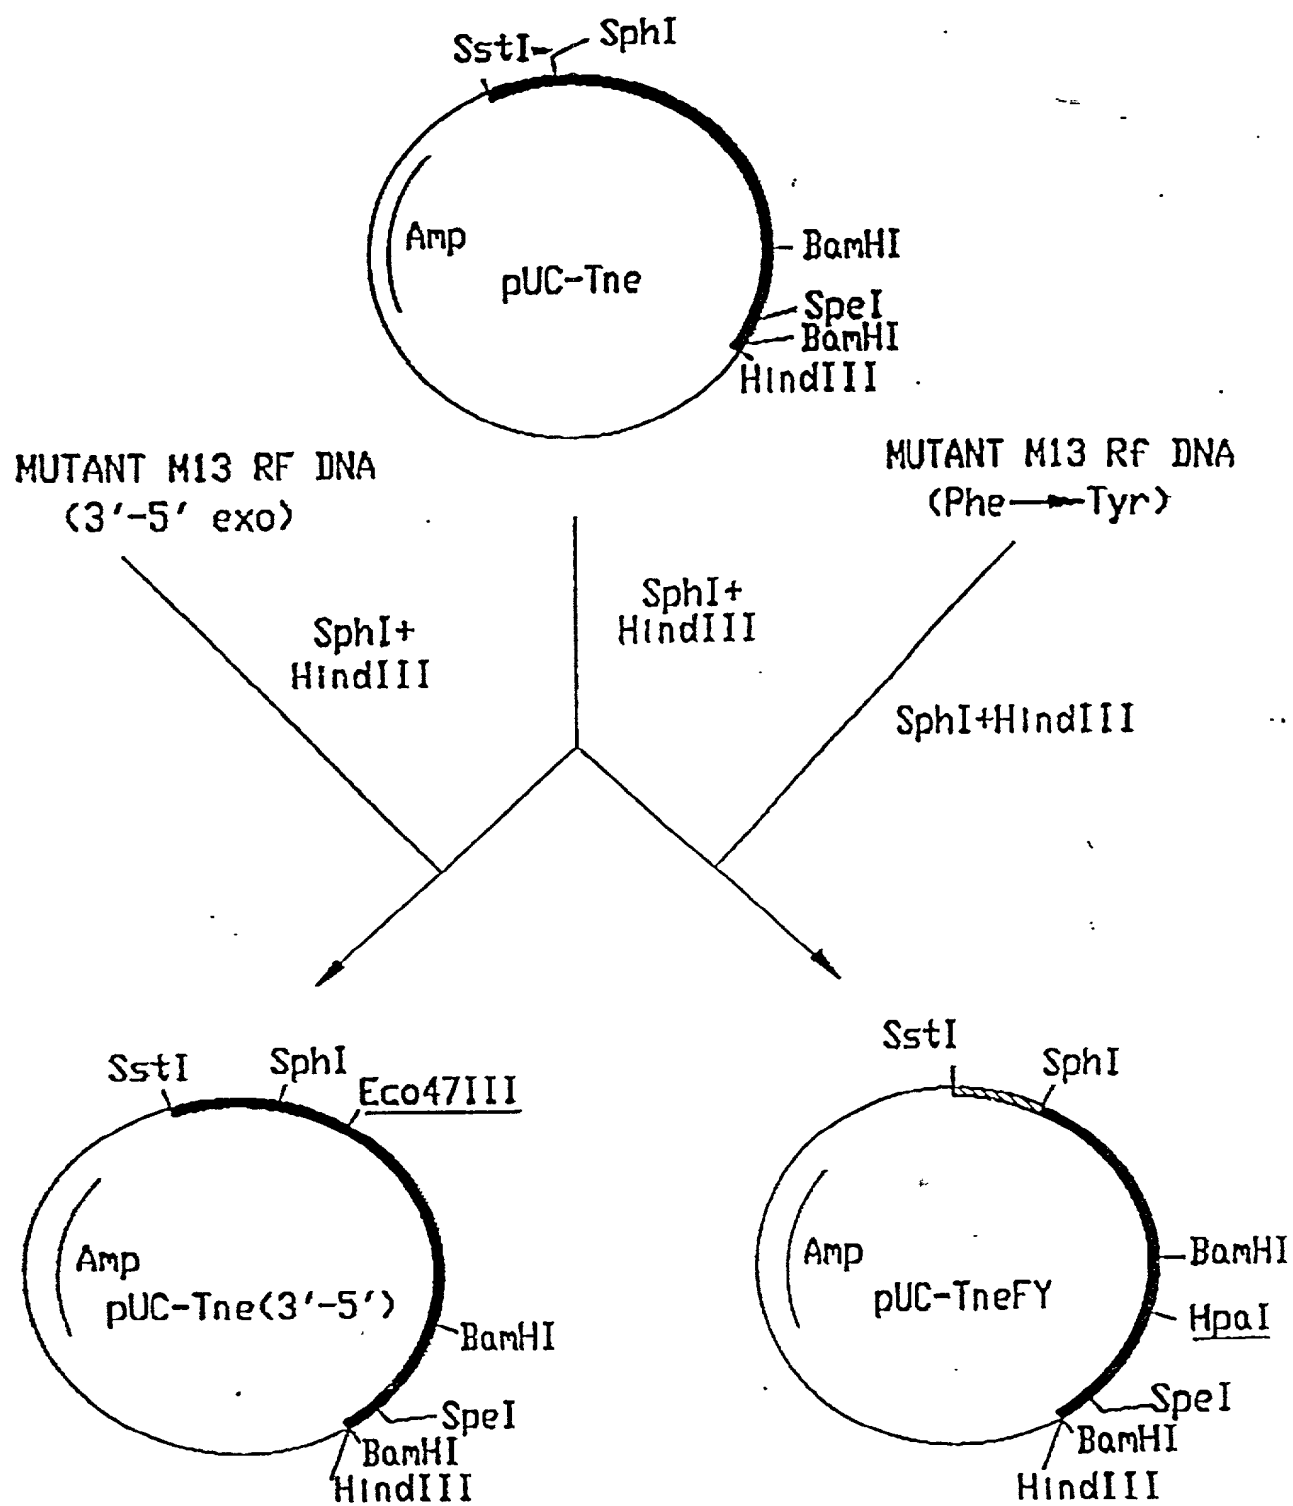 SstI
SphI
Amp
pUC-Tne
BamHI
SpeI
BamHI
HindIII
MUTANT M13 RF DNA
(3'-5' exo)
MUTANT M13 Rf DNA
(Phe→Tyr)
SphI+
HindIII
SphI+
HindIII
SphI+HindIII
SstI
SphI
Eco47III
Amp
pUC-Tne(3'-5')
BamHI
SpeI
BamHI
HindIII
SstI
SphI
Amp
pUC-TneFY
BamHI
HpaI
SpeI
BamHI
HindIII